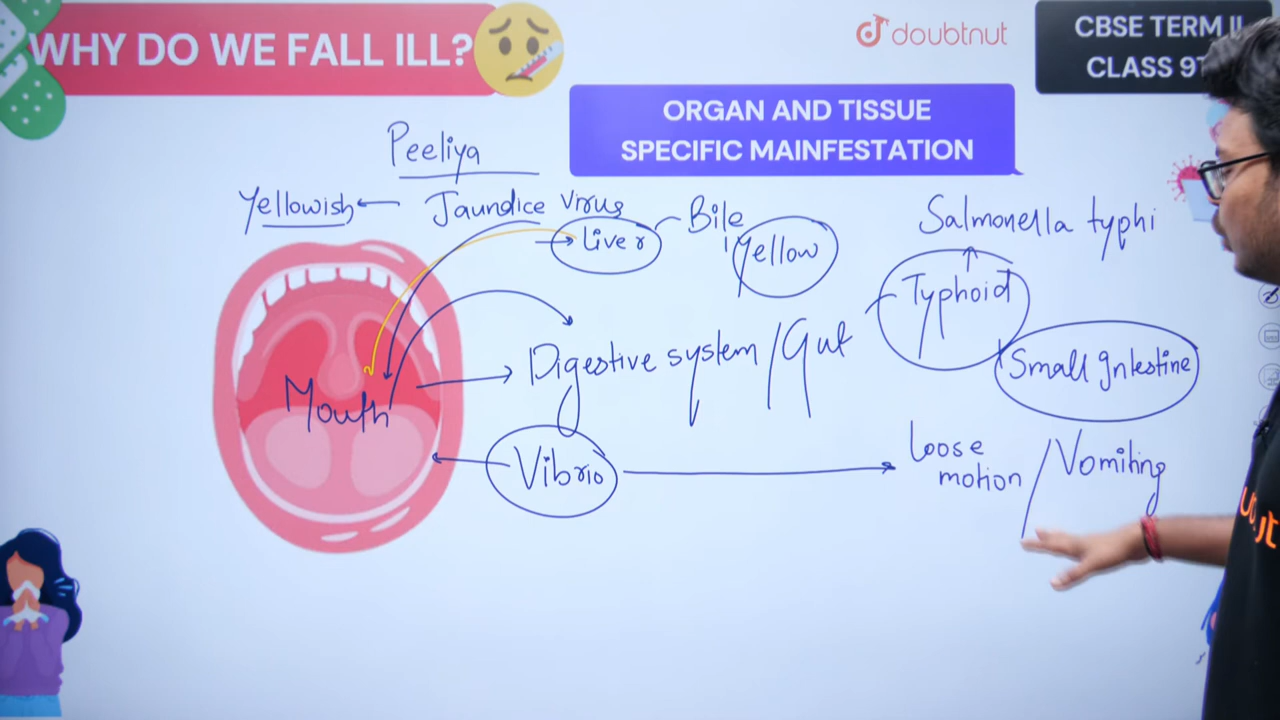 WHY DO WE FALL ILL?
doubtnut
CBSE TERM II
CLASS 9T
ORGAN AND TISSUE
SPECIFIC MAINFESTATION
Peeliya
Yellowish
Jaundice Virus
Liver
Bile
Yellow
Salmonella typhi
Typhoid
Digestive system/Gut
Small Intestine
Mouth
Vibrio
Loose
motion
/Vomiting